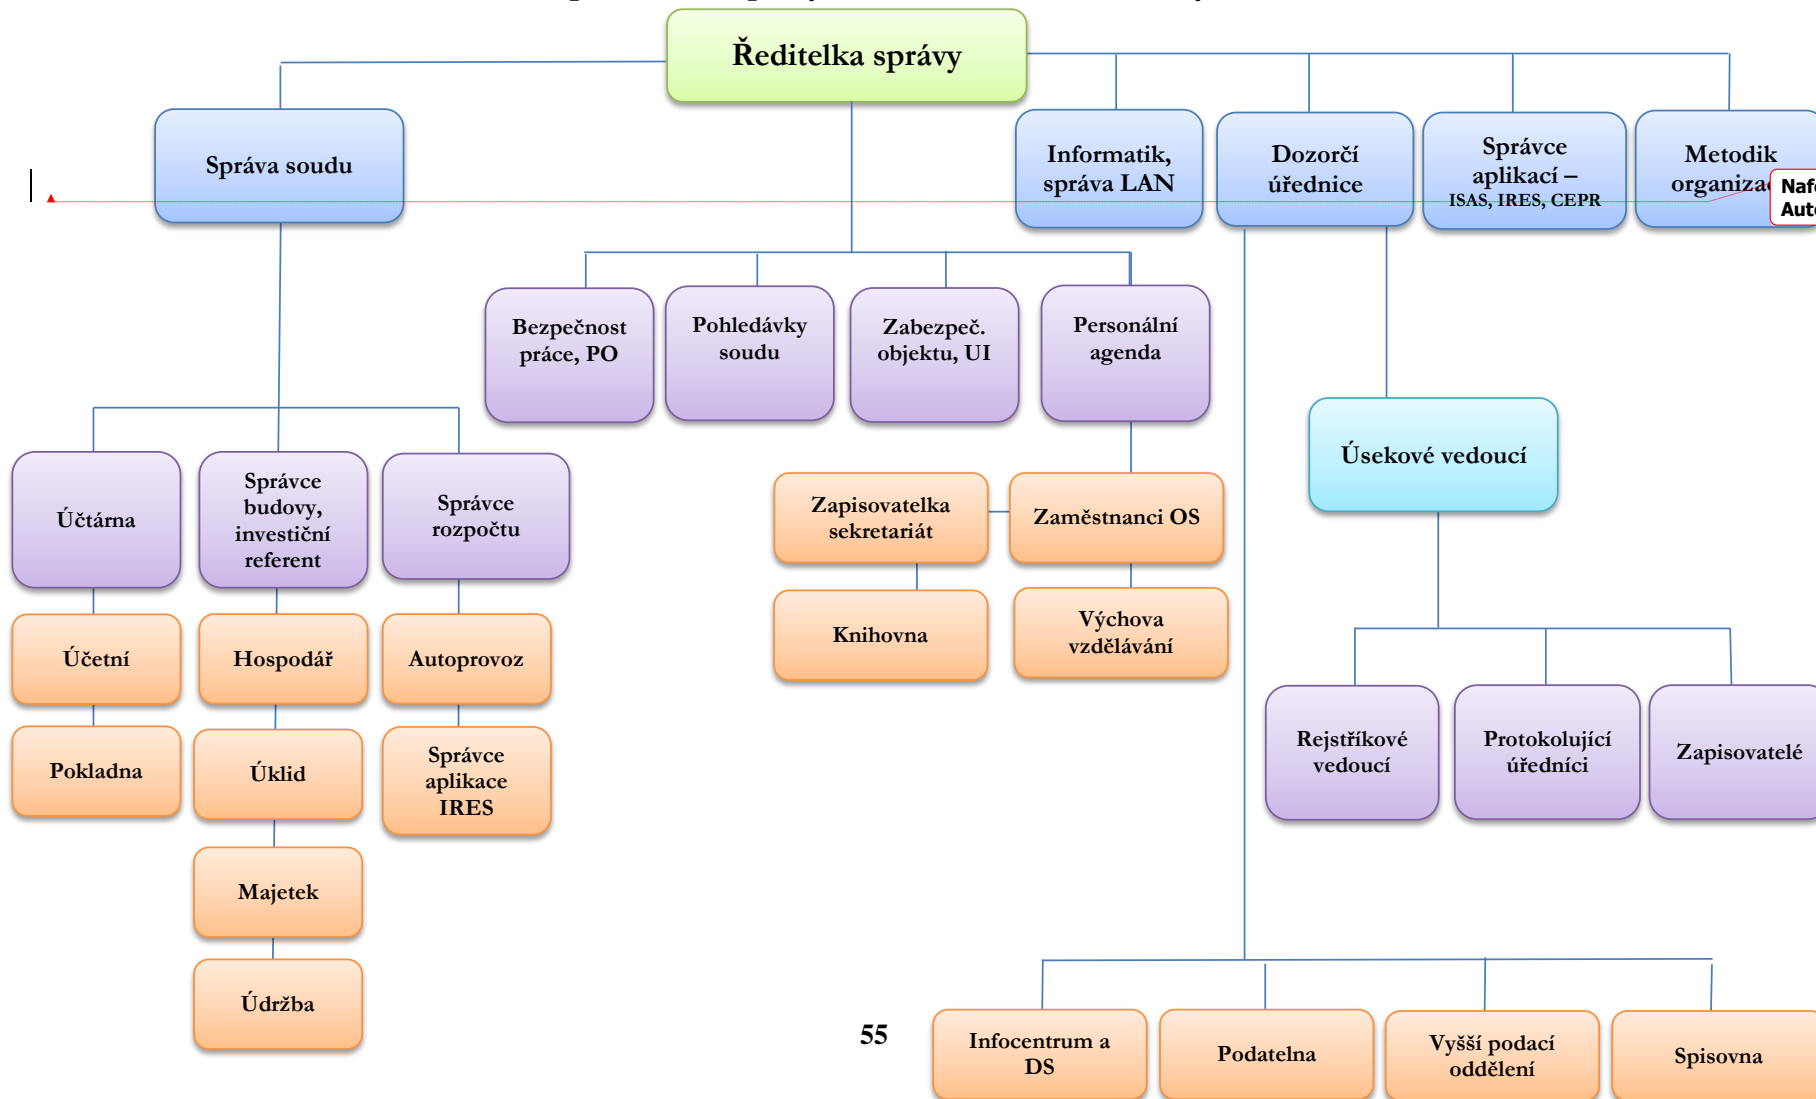 Ředitelka správy
Správa soudu
Informatik,
správa LAN
Dozorčí
úřednice
Správce
aplikací –
ISAS, IRES, CEPR
Metodik
Bezpečnost
práce, PO
Pohledávky
soudu
Zabezpeč.
objektu, UI
Personální
agenda
Úsekové vedoucí
Účtárna
Správce
budovy,
investiční
referent
Správce
rozpočtu
Zapisovatelka
sekretariát
Zaměstnanci OS
Účetní
Hospodář
Autoprovoz
Knihovna
Výchova
vzdělávání
Pokladna
Úklid
Správce
aplikace
IRES
Rejstříkové
vedoucí
Protokolující
úředníci
Zapisovatelé
Majetek
Údržba
55
Infocentrum a
DS
Podatelna
Vyšší podací
oddělení
Spisovna